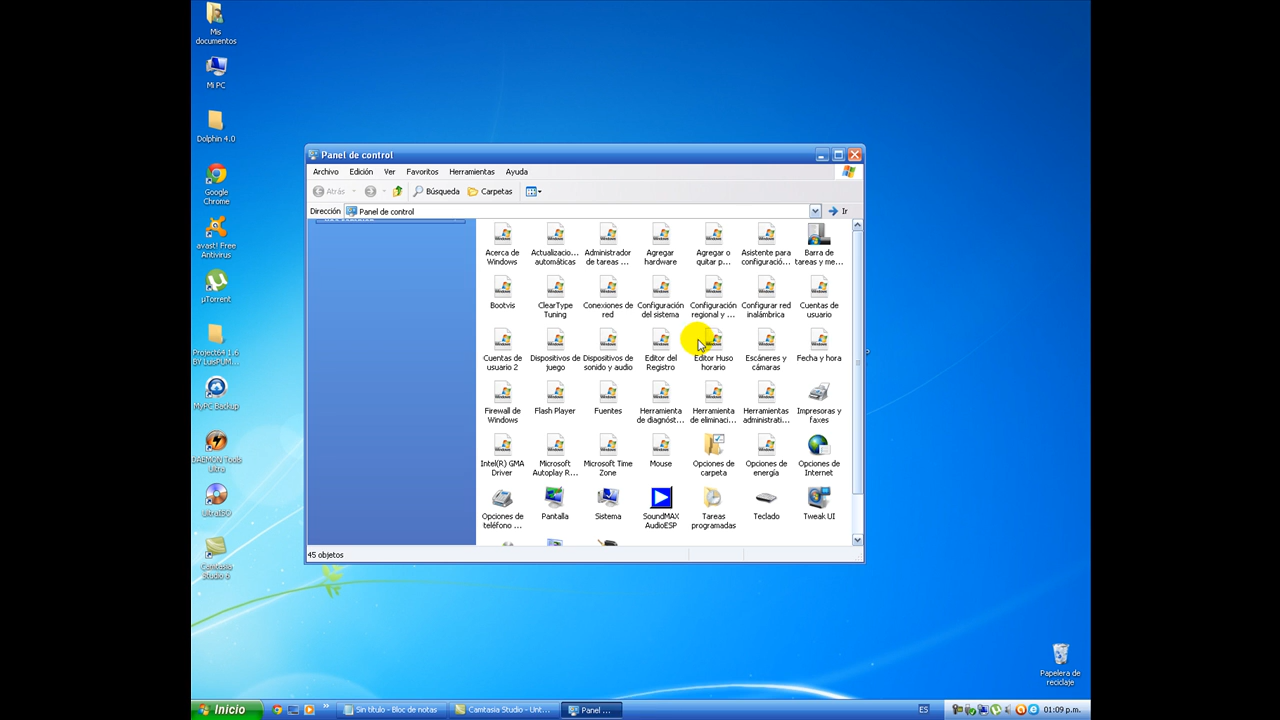 Mis
documentos
Mi PC
Dolphin 4.0
Google
Chrome
avast! Free
Antivirus
µTorrent
Project64 1.6
MyPC Backup
DAEMON Tools
Ultra
UltraISO
Camtasia
Studio 6
Panel de control
Archivo Edición Ver Favoritos Herramientas Ayuda
Atrás Búsqueda Carpetas
Dirección Panel de control Ir
Acerca de
Windows
Actualizacio...
automáticas
Administrador
de tareas ...
Agregar
hardware
Agregar o
quitar p...
Asistente para
configuració...
Barra de
tareas y me...
Bootvis
ClearType
Tuning
Conexiones de
red
Configuración
del sistema
Configuración
regional y ...
Configurar red
inalámbrica
Cuentas de
usuario
Cuentas de
usuario 2
Dispositivos de
juego
Dispositivos de
sonido y audio
Editor del
Registro
Editor Huso
horario
Escáneres y
cámaras
Fecha y hora
Firewall de
Windows
Flash Player
Fuentes
Herramienta
de diagnóst...
Herramienta
de eliminaci...
Herramientas
administrati...
Impresoras y
faxes
Intel(R) GMA
Driver
Microsoft
Autoplay R...
Microsoft Time
Zone
Mouse
Opciones de
carpeta
Opciones de
energía
Opciones de
Internet
Opciones de
teléfono ...
Pantalla
Sistema
SoundMAX
AudioESP
Tareas
programadas
Teclado
Tweak UI
45 objetos
Papelera de
reciclaje
Inicio
Sin título - Bloc de notas
Camtasia Studio - Unt...
Panel ...
ES
01:09 p.m.